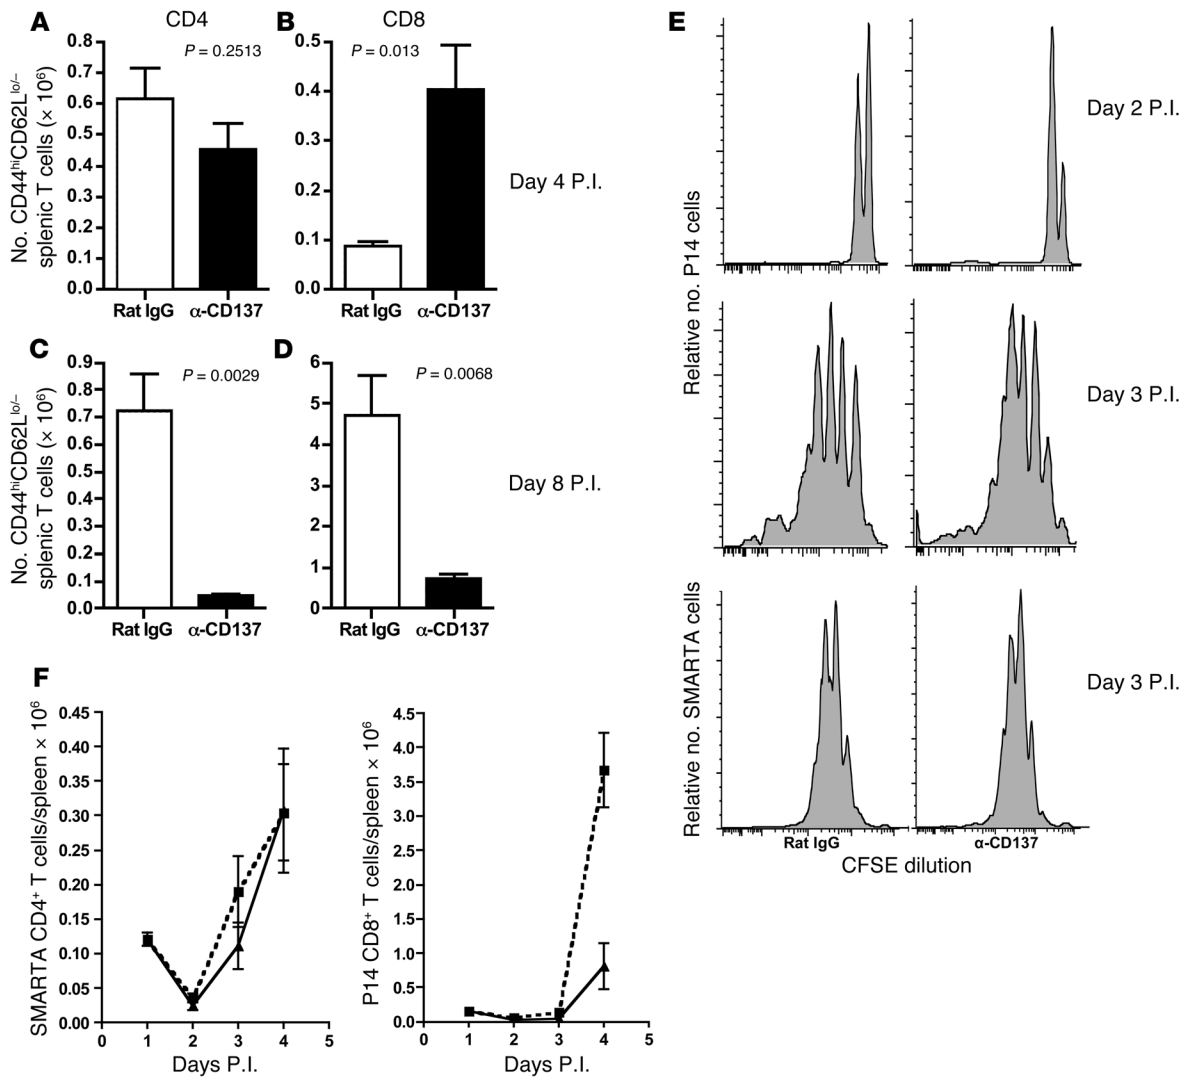 A
CD4
P = 0.2513
No. CD44hiCD62Llo/–
splenic T cells (× 10⁶)
0.8
0.7
0.6
0.5
0.4
0.3
0.2
0.1
0.0
Rat IgG
α-CD137
B
CD8
P = 0.013
0.5
0.4
0.3
0.2
0.1
0.0
Rat IgG
α-CD137
Day 4 P.I.
C
P = 0.0029
No. CD44hiCD62Llo/–
splenic T cells (× 10⁶)
0.9
0.8
0.7
0.6
0.5
0.4
0.3
0.2
0.1
0.0
Rat IgG
α-CD137
D
P = 0.0068
6
5
4
3
2
1
0
Rat IgG
α-CD137
Day 8 P.I.
E
Relative no. P14 cells
Day 2 P.I.
Day 3 P.I.
Relative no. SMARTA cells
Day 3 P.I.
Rat IgG
α-CD137
CFSE dilution
F
SMARTA CD4⁺ T cells/spleen × 10⁶
0.45
0.40
0.35
0.30
0.25
0.20
0.15
0.10
0.05
0.00
0
1
2
3
4
5
Days P.I.
P14 CD8⁺ T cells/spleen × 10⁶
4.5
4.0
3.5
3.0
2.5
2.0
1.5
1.0
0.5
0.0
0
1
2
3
4
5
Days P.I.